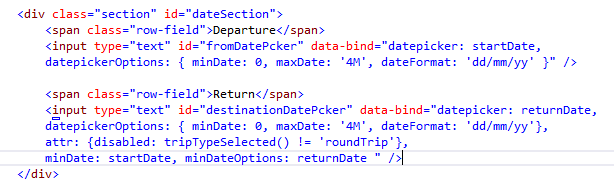 <div class="section" id="dateSection">
<span class="row-field">Departure</span>
<input type="text" id="fromDatePcker" data-bind="datepicker: startDate,
datepickerOptions: { minDate: 0, maxDate: '4M', dateFormat: 'dd/mm/yy' }" />
<span class="row-field">Return</span>
<input type="text" id="destinationDatePcker" data-bind="datepicker: returnDate,
datepickerOptions: { minDate: 0, maxDate: '4M', dateFormat: 'dd/mm/yy'},
attr: {disabled: tripTypeSelected() != 'roundTrip'},
minDate: startDate, minDateOptions: returnDate " />
</div>